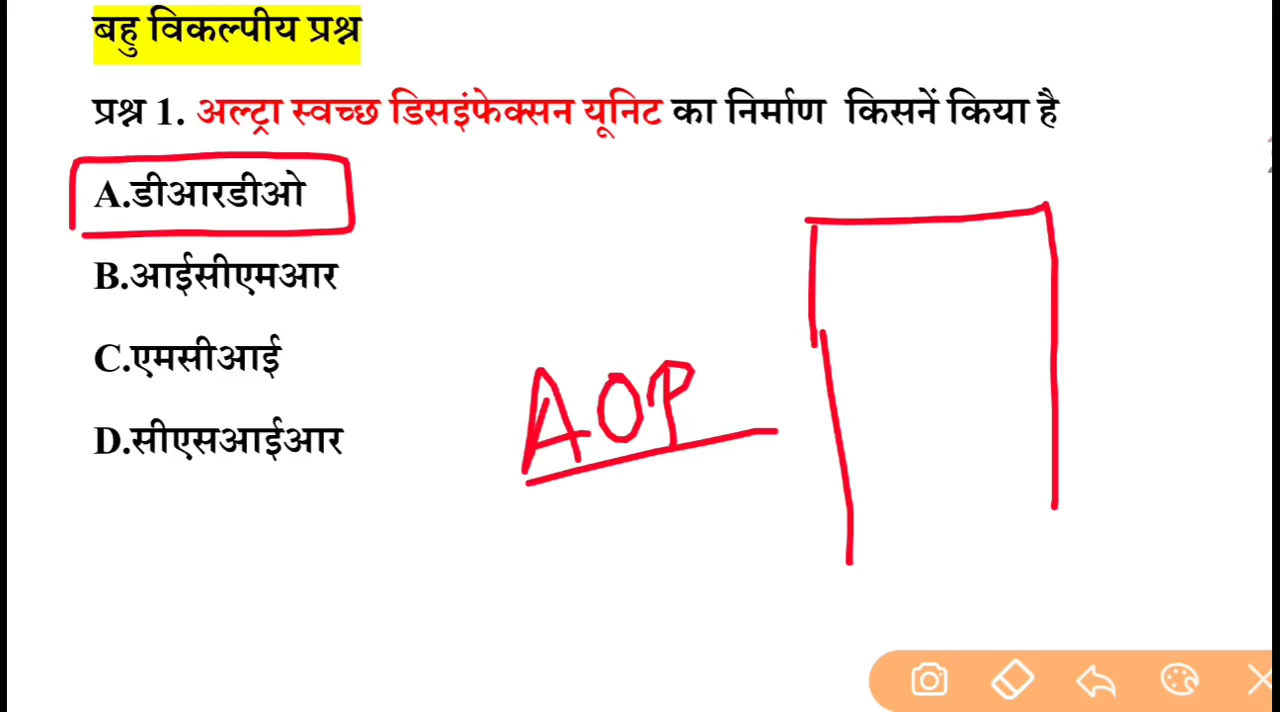 बहु विकल्पीय प्रश्न
प्रश्न 1. अल्ट्रा स्वच्छ डिसइंफेक्सन यूनिट का निर्माण किसनें किया है
A.डीआरडीओ
B.आईसीएमआर
C.एमसीआई
D.सीएसआईआर
AOP